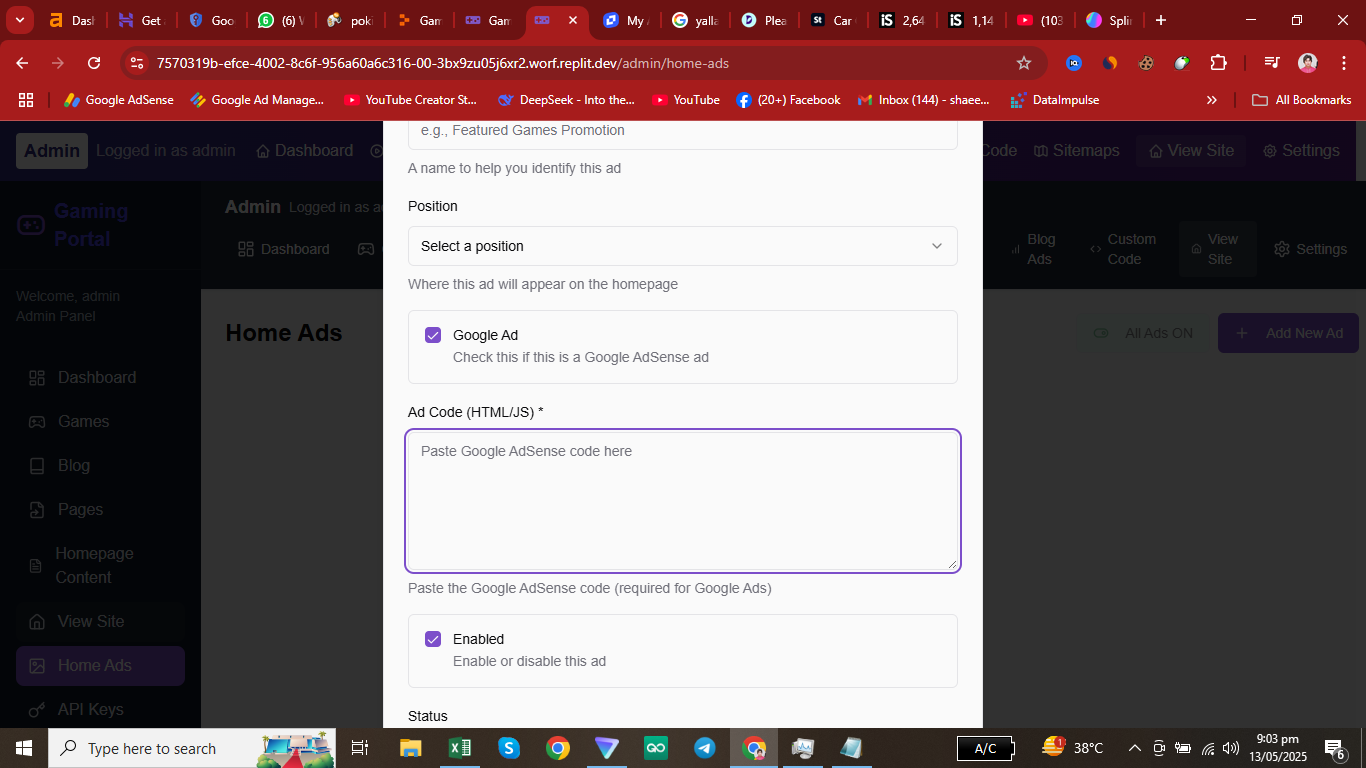 Dash
Get
Goo
(6) W
poki
Gam
Gam
My A
yalla
Plea
Car
2,64
1,14
(103
Splin
7570319b-efce-4002-8c6f-956a60a6c316-00-3bx9zu05j6xr2.worf.replit.dev/admin/home-ads
Google AdSense
Google Ad Manage...
YouTube Creator St...
DeepSeek - Into the...
YouTube
(20+) Facebook
Inbox (144) - shaee...
DataImpulse
All Bookmarks
Admin
Logged in as admin
Dashboard
Code
Sitemaps
View Site
Settings
Gaming
Portal
Welcome, admin
Admin Panel
Dashboard
Games
Blog
Pages
Homepage
Content
View Site
Home Ads
API Keys
Admin
Logged in as a
Dashboard
Blog
Ads
Custom
Code
View
Site
Settings
Home Ads
All Ads ON
Add New Ad
e.g., Featured Games Promotion
A name to help you identify this ad
Position
Select a position
Where this ad will appear on the homepage
Google Ad
Check this if this is a Google AdSense ad
Ad Code (HTML/JS) *
Paste Google AdSense code here
Paste the Google AdSense code (required for Google Ads)
Enabled
Enable or disable this ad
Status
Type here to search
A/C
38°C
9:03 pm
13/05/2025
6